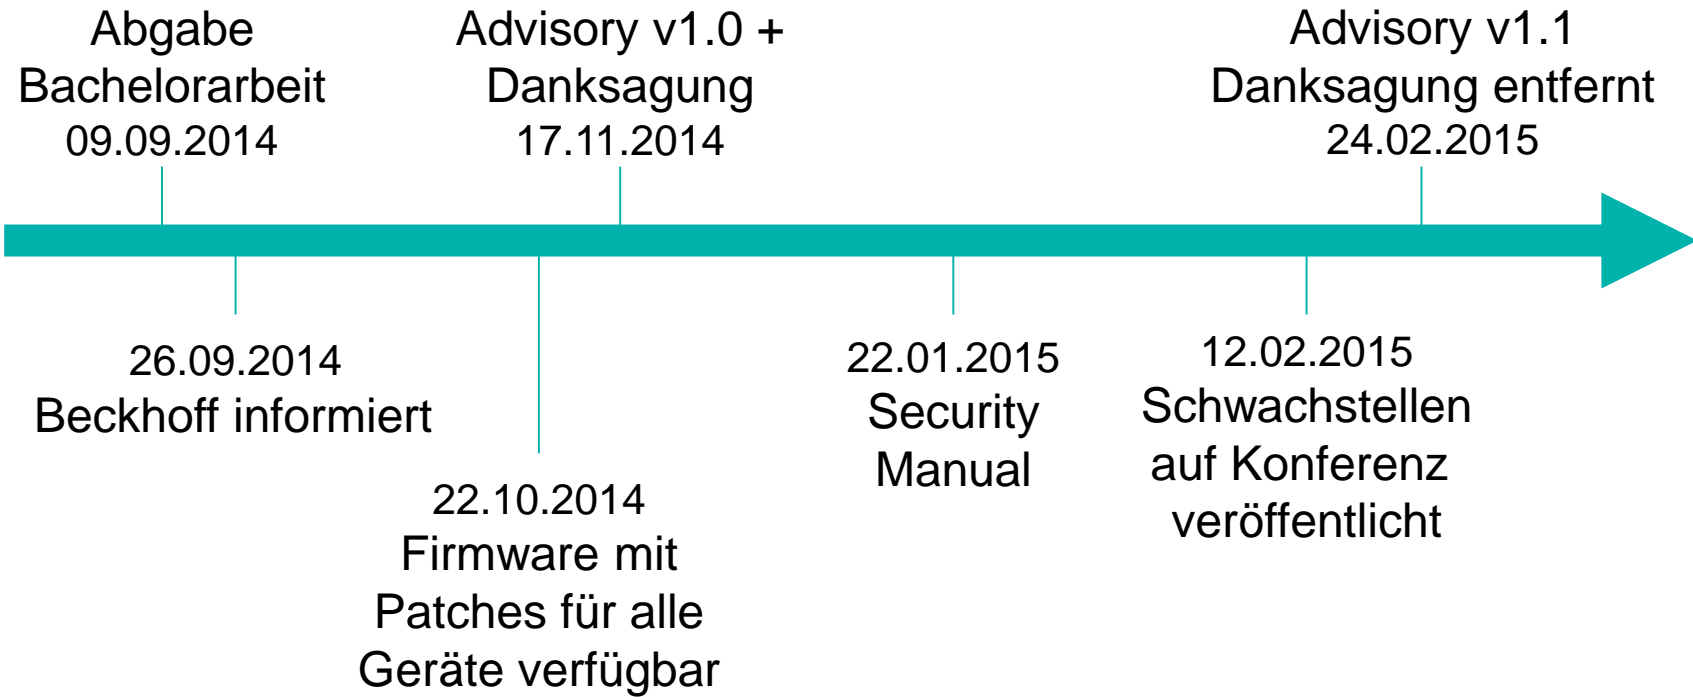 Abgabe
Bachelorarbeit
09.09.2014
Advisory v1.0 +
Danksagung
17.11.2014
Advisory v1.1
Danksagung entfernt
24.02.2015
26.09.2014
Beckhoff informiert
22.10.2014
Firmware mit
Patches für alle
Geräte verfügbar
22.01.2015
Security
Manual
12.02.2015
Schwachstellen
auf Konferenz
veröffentlicht